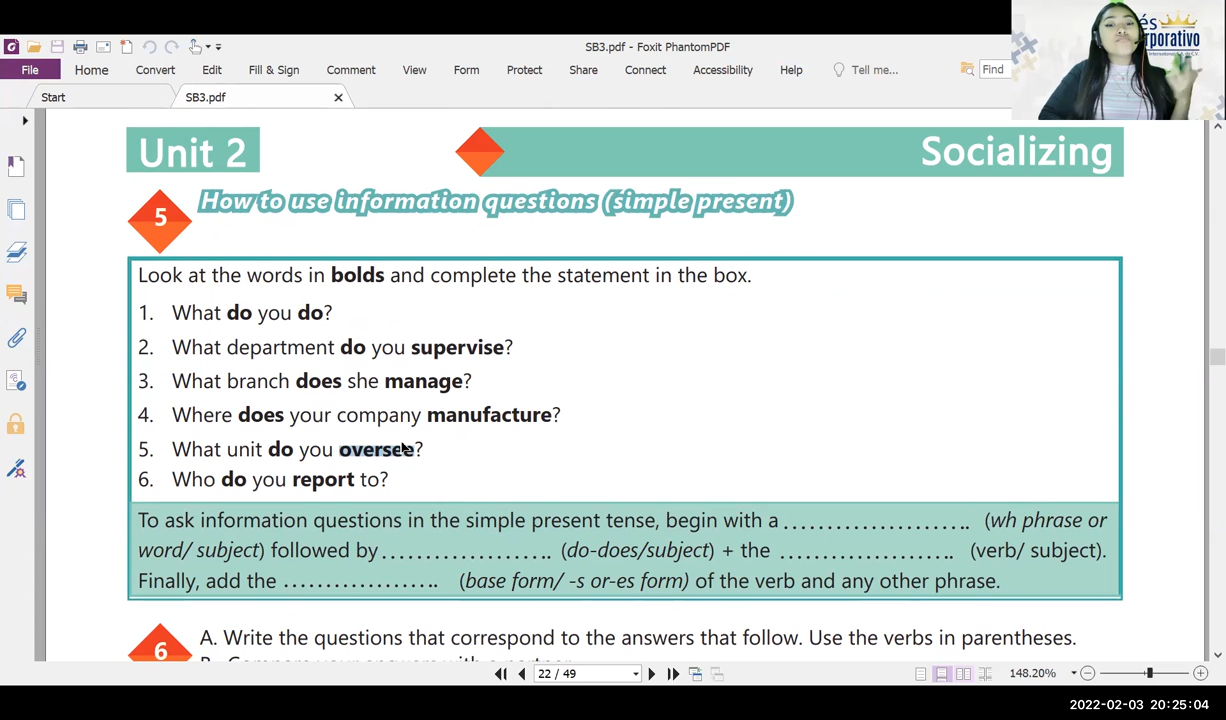 SB3.pdf - Foxit PhantomPDF
és
rporativo
File Home Convert Edit Fill & Sign Comment View Form Protect Share Connect Accessibility Help Tell me... Find
Start SB3.pdf
Unit 2 Socializing
5 How to use information questions (simple present)
Look at the words in bolds and complete the statement in the box.
1. What do you do?
2. What department do you supervise?
3. What branch does she manage?
4. Where does your company manufacture?
5. What unit do you oversee?
6. Who do you report to?
To ask information questions in the simple present tense, begin with a ...................... (wh phrase or
word/ subject) followed by .................... (do-does/subject) + the .................... (verb/ subject).
Finally, add the .................. (base form/ -s or-es form) of the verb and any other phrase.
6 A. Write the questions that correspond to the answers that follow. Use the verbs in parentheses.
B. Compare your answers with a partner
22 / 49 148.20%
2022-02-03 20:25:04